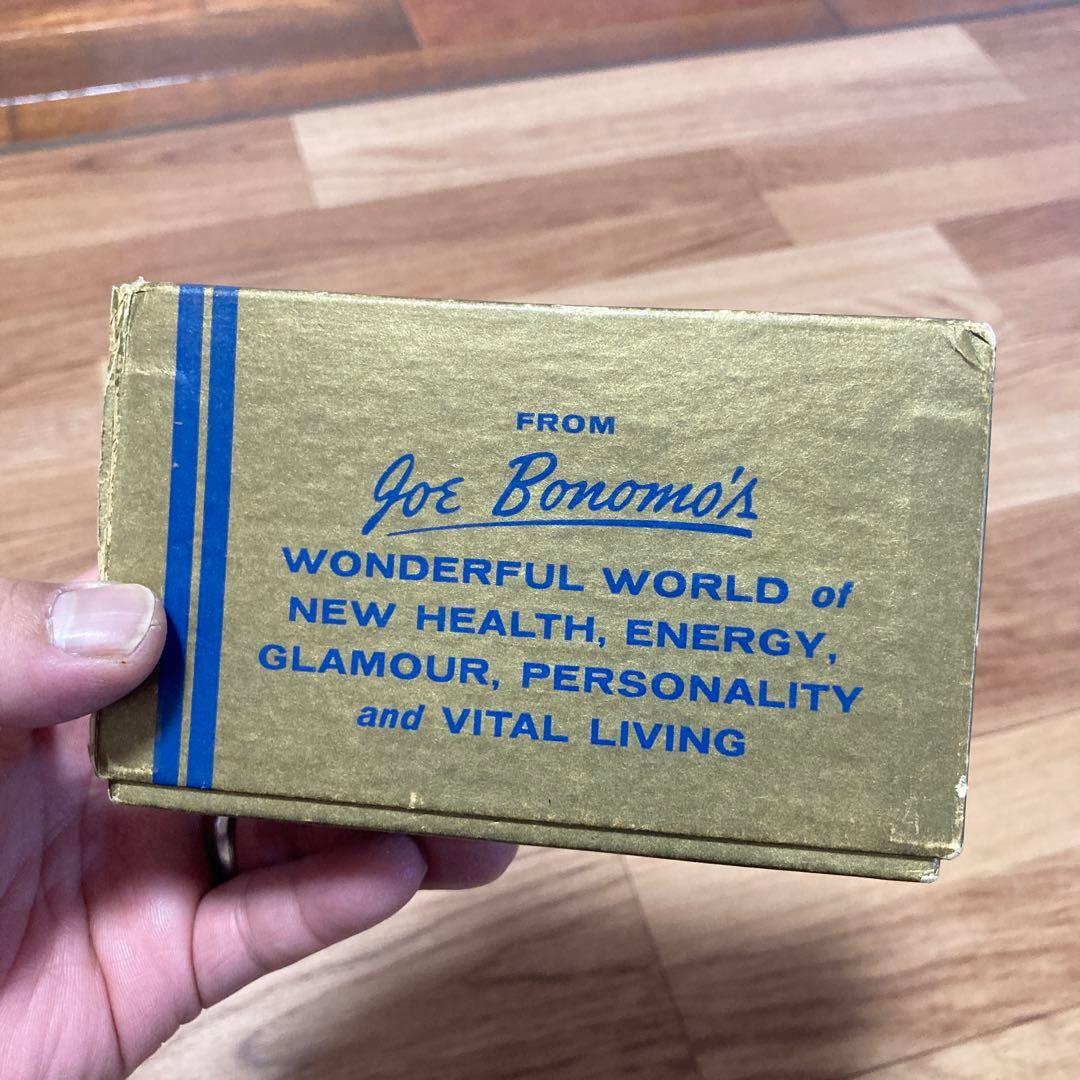 FROM
Joe Bonomo's
WONDERFUL WORLD of
NEW HEALTH, ENERGY,
GLAMOUR, PERSONALITY
and VITAL LIVING